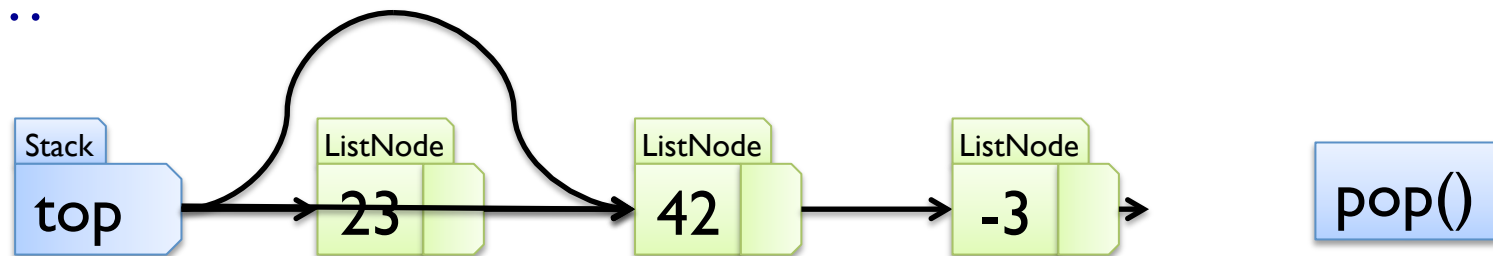 ..
Stack
top
ListNode
23
ListNode
42
ListNode
-3
pop()